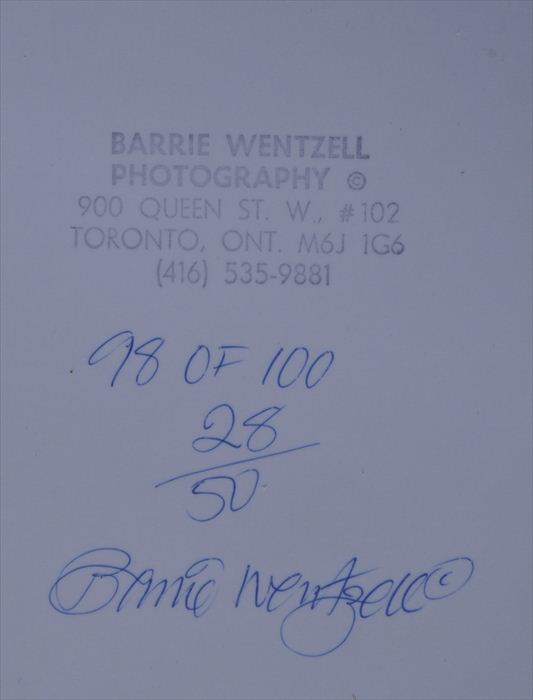 BARRIE WENTZELL
PHOTOGRAPHY ©
900 QUEEN ST. W., #102
TORONTO, ONT. M6J 1G6
(416) 535-9881
98 OF 100
28
50
Barrie Wentzell ©